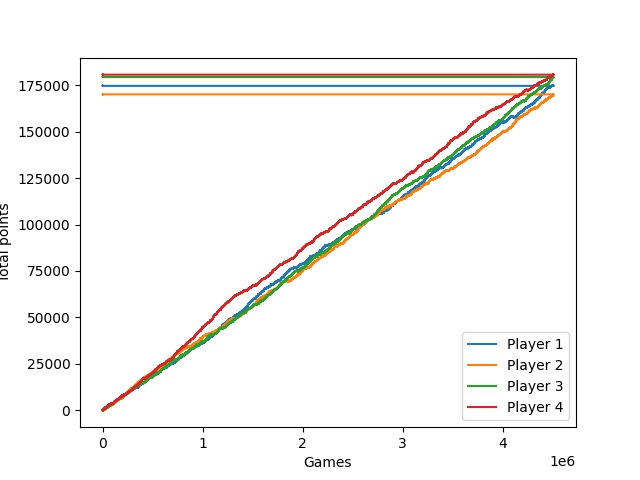 175000
150000
125000
100000
75000
50000
25000
0
Total points
0 1 2 3 4
1e6
Games
Player 1
Player 2
Player 3
Player 4